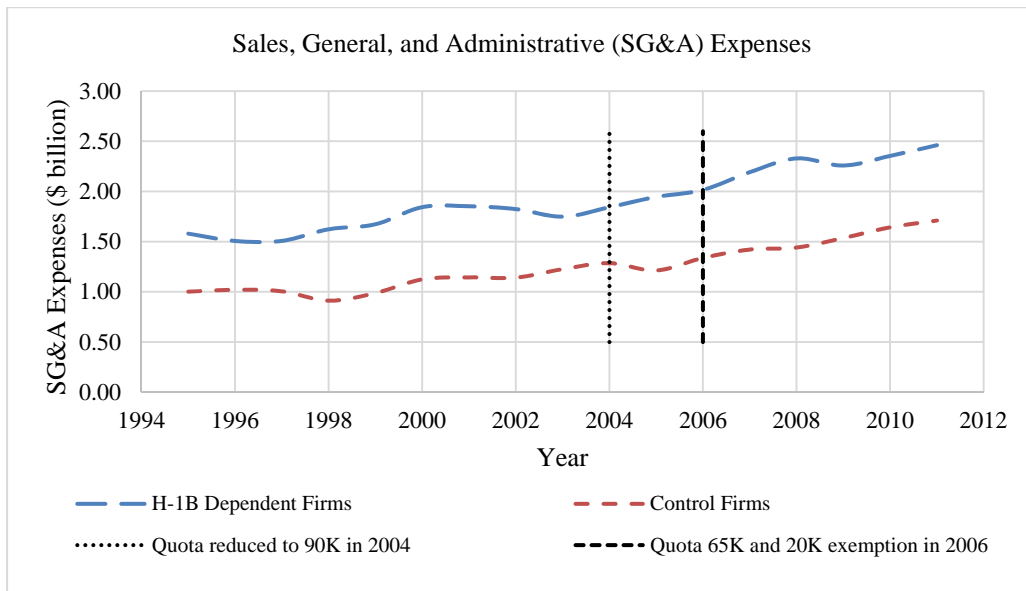 Sales, General, and Administrative (SG&A) Expenses
SG&A Expenses ($ billion)
3.00
2.50
2.00
1.50
1.00
0.50
0.00
1994 1996 1998 2000 2002 2004 2006 2008 2010 2012
Year
H-1B Dependent Firms Control Firms
Quota reduced to 90K in 2004 Quota 65K and 20K exemption in 2006